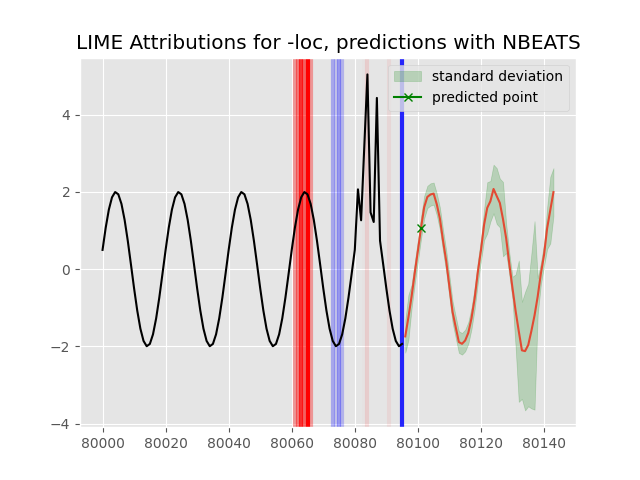 LIME Attributions for -loc, predictions with NBEATS
standard deviation
predicted point
4
2
0
−2
−4
80000 80020 80040 80060 80080 80100 80120 80140